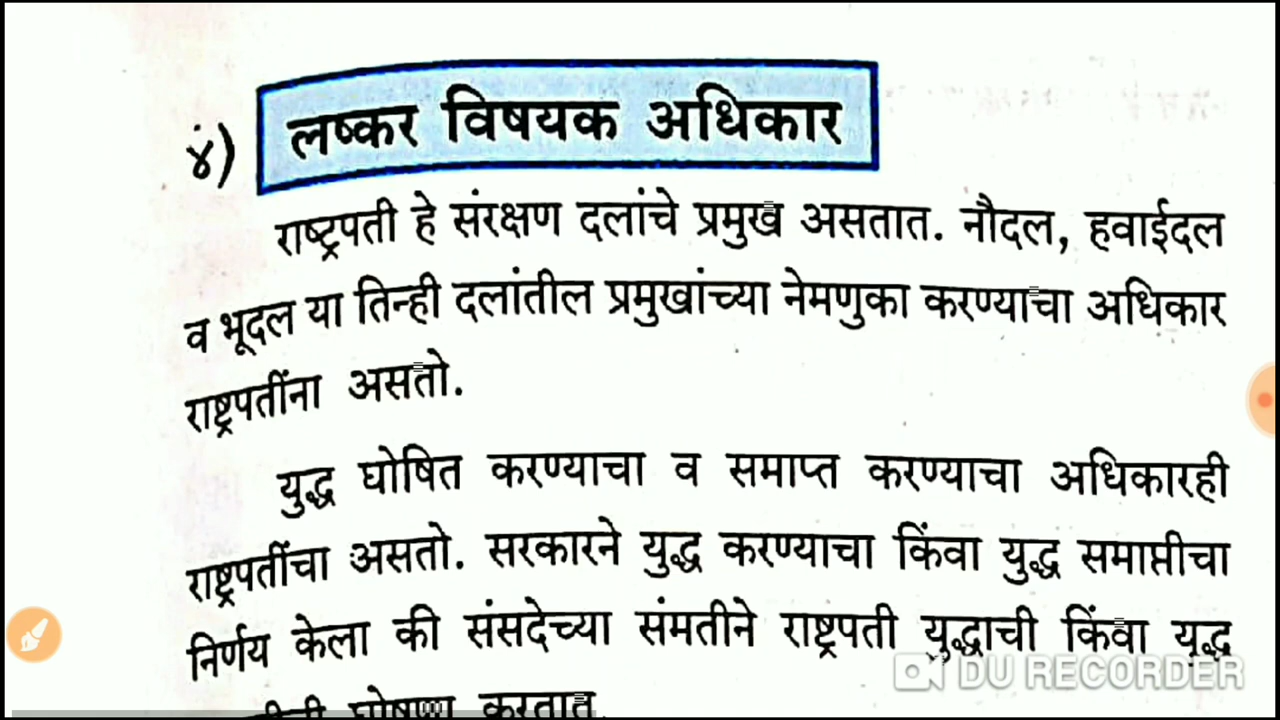 ४) लष्कर विषयक अधिकार
राष्ट्रपती हे संरक्षण दलांचे प्रमुख असतात. नौदल, हवाईदल
व भूदल या तिन्ही दलांतील प्रमुखांच्या नेमणुका करण्याचा अधिकार
राष्ट्रपतींना असतो.
युद्ध घोषित करण्याचा व समाप्त करण्याचा अधिकारही
राष्ट्रपतींचा असतो. सरकारने युद्ध करण्याचा किंवा युद्ध समाप्तीचा
निर्णय केला की संसदेच्या संमतीने राष्ट्रपती युद्धाची किंवा युद्ध
घोषणा करतात.
DU RECORDER